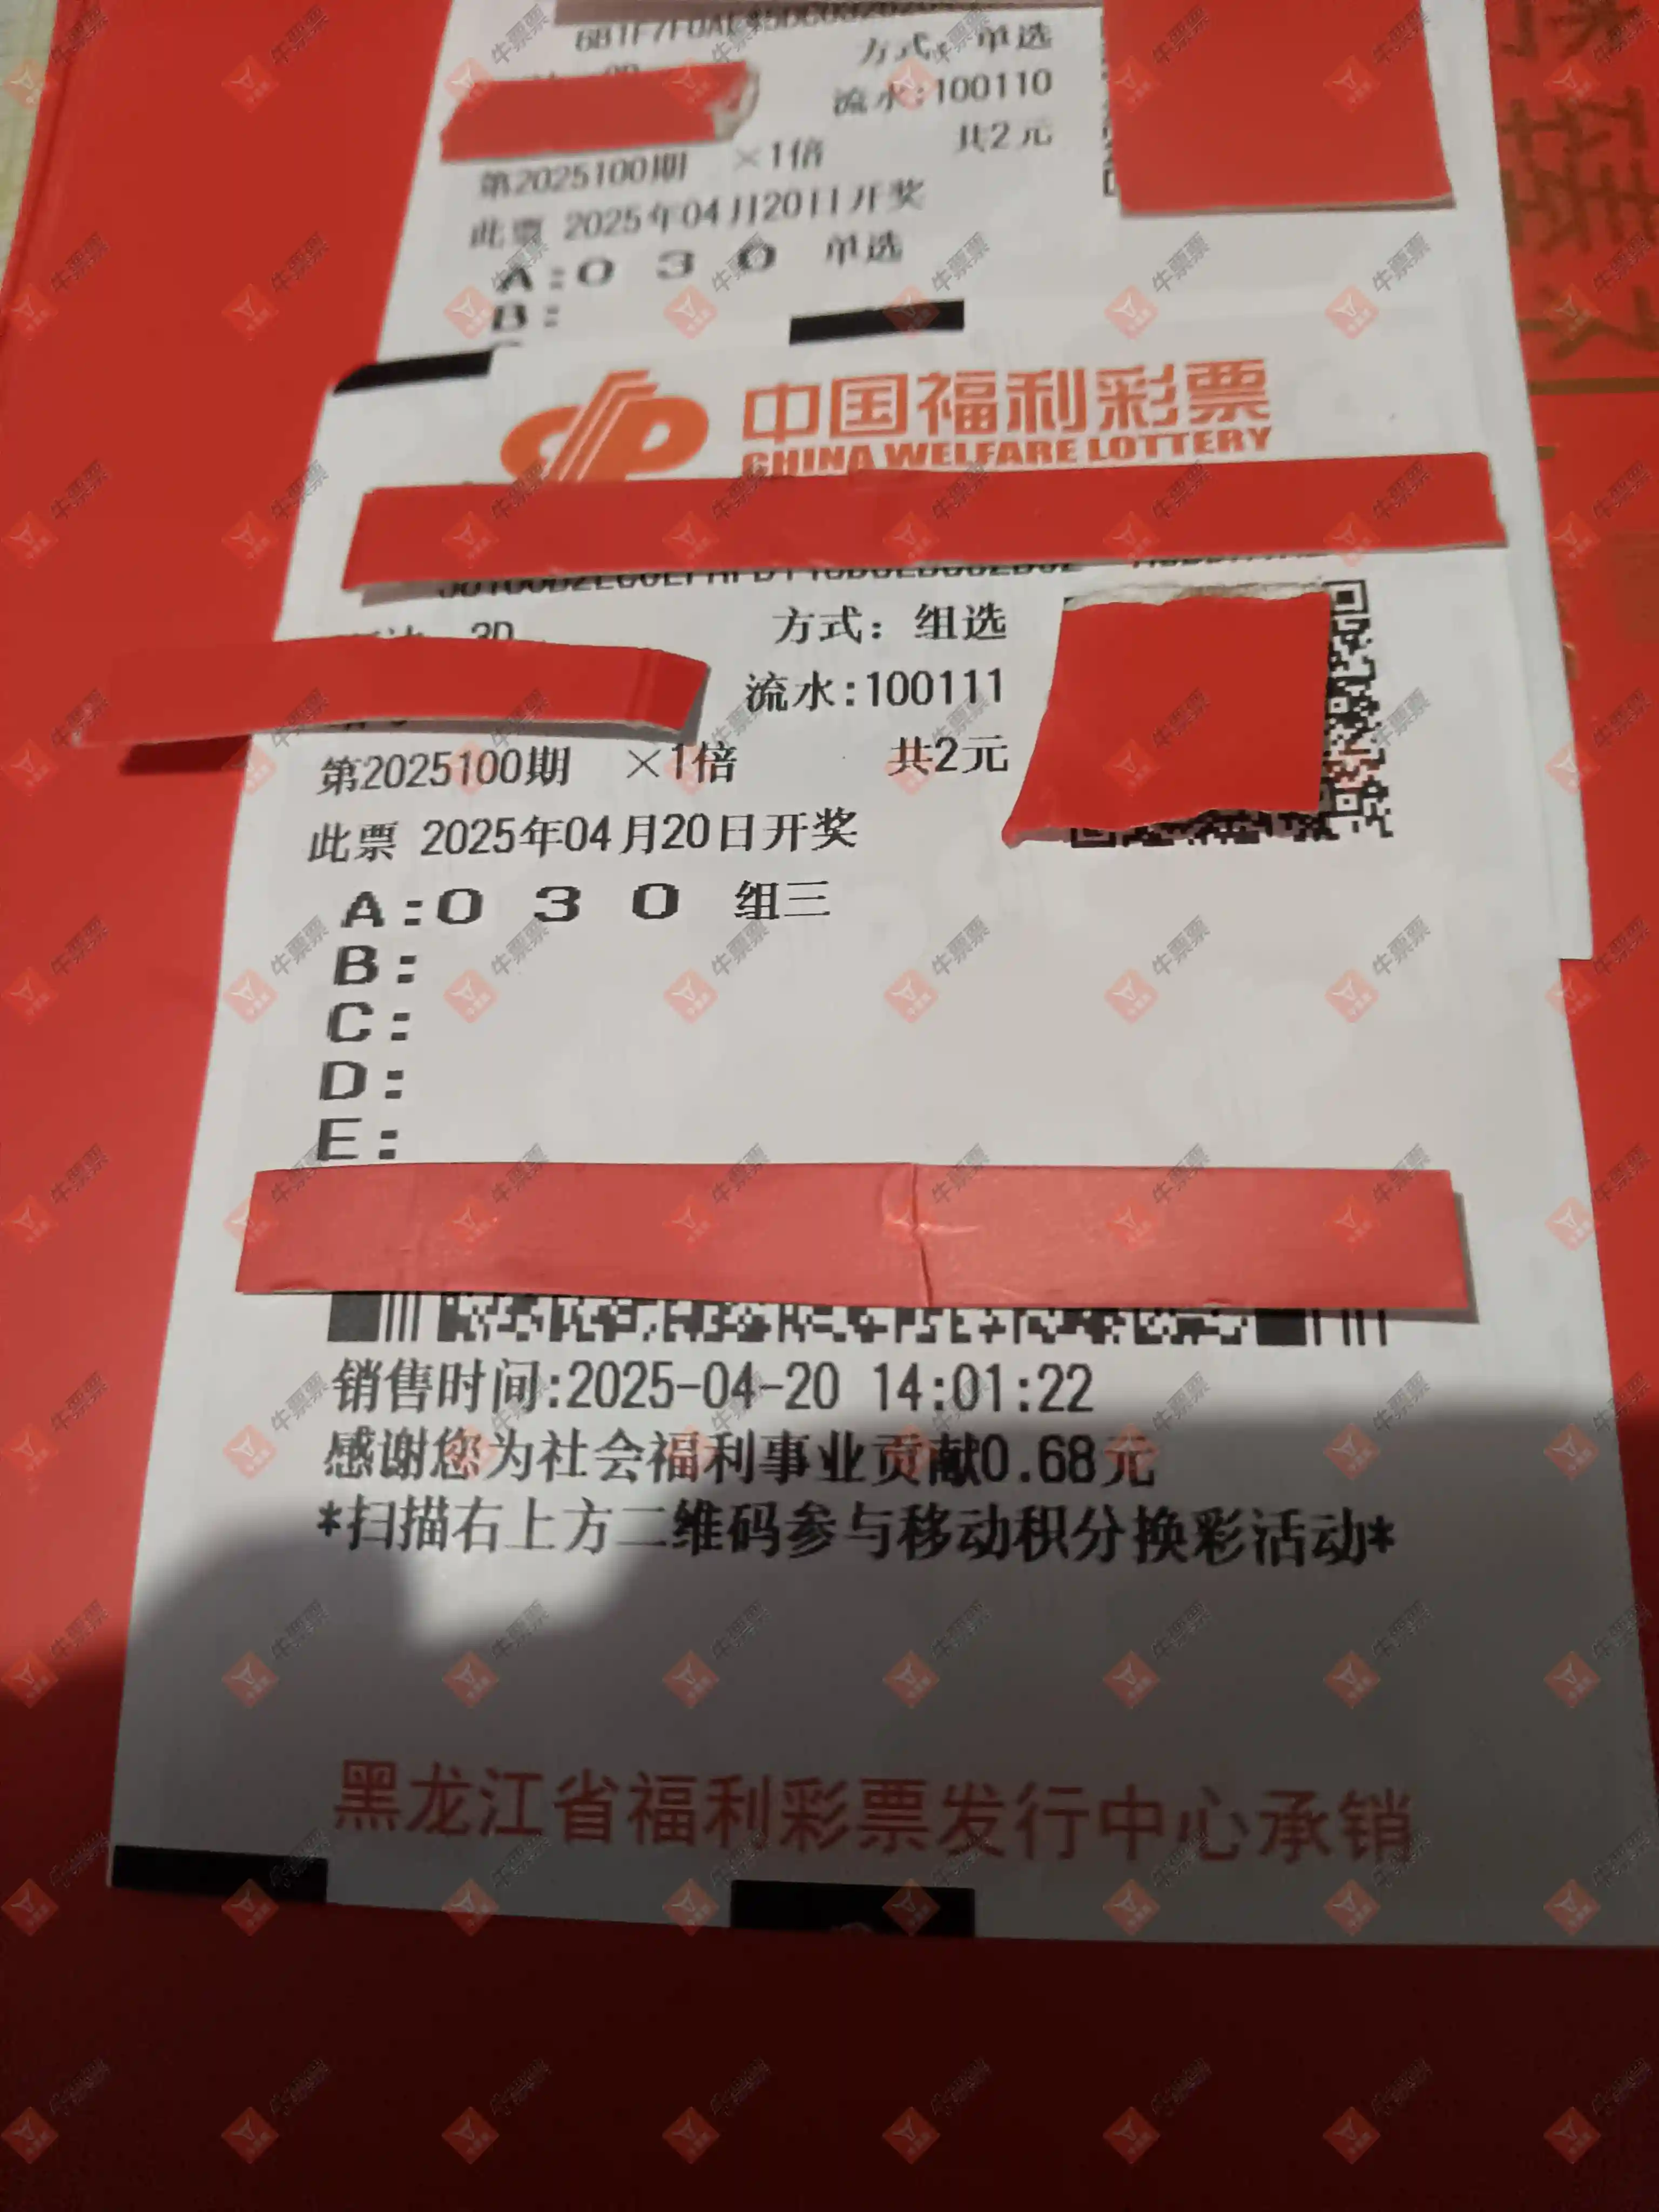 方式: 单选
流水:100110
共2元
第2025100期 ×1倍
此票 2025年04月20日开奖
A:0 3 0 单选
B:
中国福利彩票
CHINA WELFARE LOTTERY
3D
方式: 组选
流水:100111
第2025100期 ×1倍 共2元
此票 2025年04月20日开奖
A:0 3 0 组三
B:
C:
D:
E:
销售时间:2025-04-20 14:01:22
感谢您为社会福利事业贡献0.68元
*扫描右上方二维码参与移动积分换彩活动*
黑龙江省福利彩票发行中心承销
牛票票